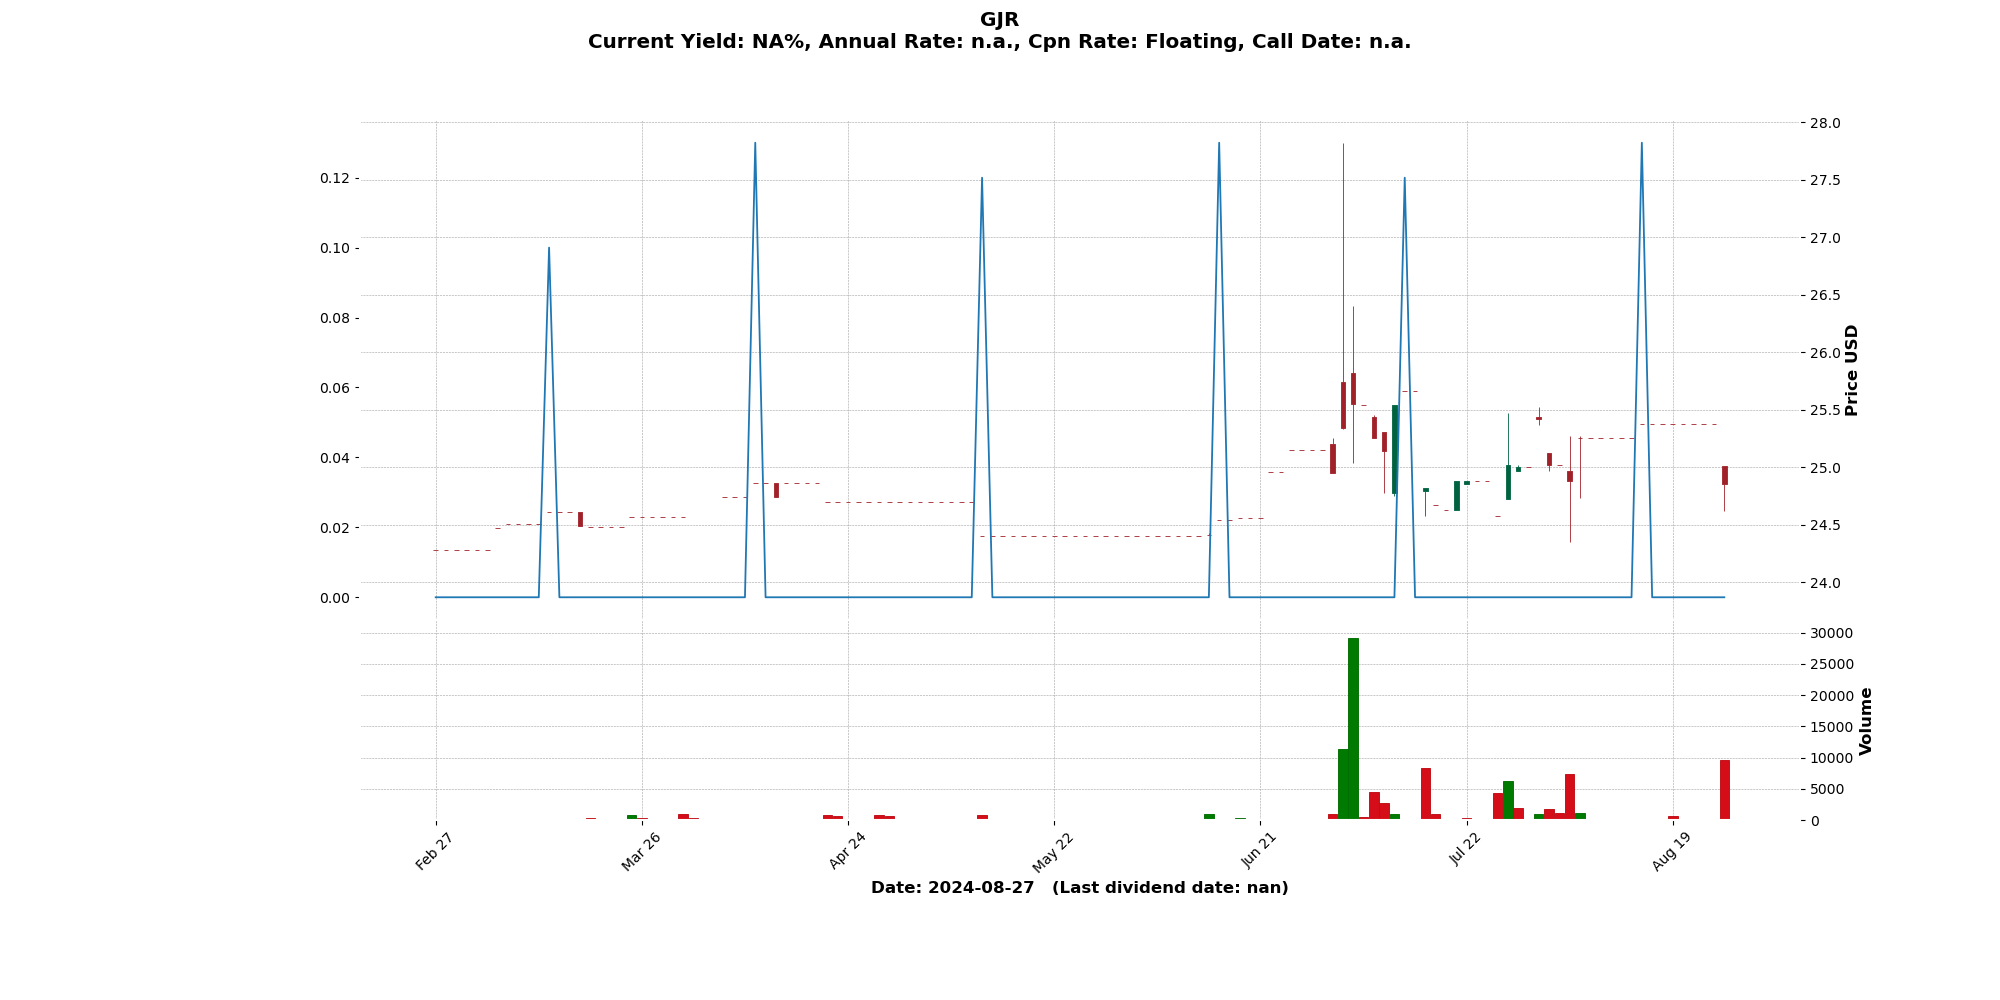 GJR
Current Yield: NA%, Annual Rate: n.a., Cpn Rate: Floating, Call Date: n.a.
28.0
0.12
27.5
0.10
27.0
0.08
26.5
26.0
0.06
25.5
Price USD
0.04
25.0
0.02
24.5
0.00
24.0
30000
25000
20000
15000
10000
5000
0
Volume
Feb 27
Mar 26
Apr 24
May 22
Jun 21
Jul 22
Aug 19
Date: 2024-08-27 (Last dividend date: nan)